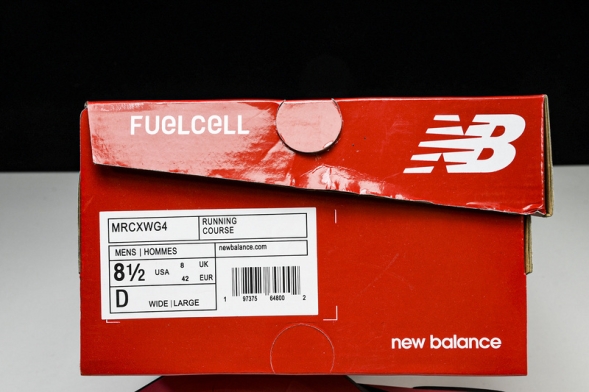 FUELCELL
NB
MRCXWG4
RUNNING
COURSE
MENS | HOMMES
newbalance.com
8½ USA 8 UK
42 EUR
D WIDE | LARGE
1 97375 64800 2
new balance